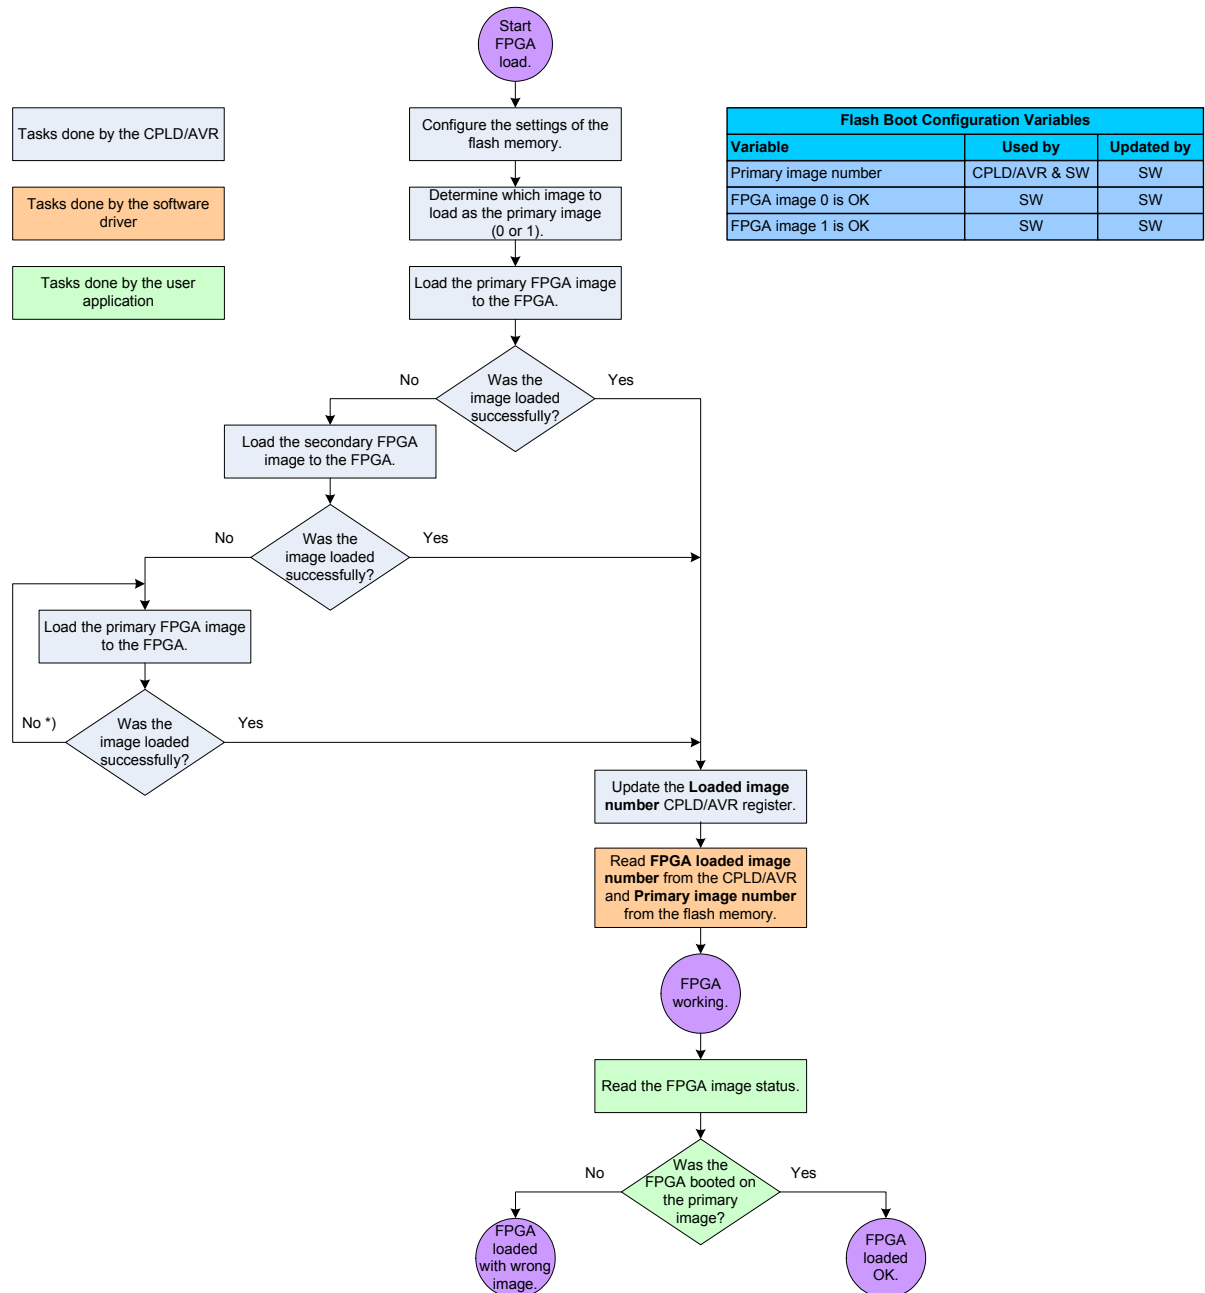 Start
FPGA
load.
Tasks done by the CPLD/AVR
Tasks done by the software
driver
Tasks done by the user
application
Configure the settings of the
flash memory.
Determine which image to
load as the primary image
(0 or 1).
Load the primary FPGA image
to the FPGA.
Flash Boot Configuration Variables
Variable Used by Updated by
Primary image number CPLD/AVR & SW SW
FPGA image 0 is OK SW SW
FPGA image 1 is OK SW SW
No
Was the
image loaded
successfully?
Yes
Load the secondary FPGA
image to the FPGA.
No
Was the
image loaded
successfully?
Yes
Load the primary FPGA image
to the FPGA.
No *)
Was the
image loaded
successfully?
Yes
Update the Loaded image
number CPLD/AVR register.
Read FPGA loaded image
number from the CPLD/AVR
and Primary image number
from the flash memory.
FPGA
working.
Read the FPGA image status.
No
Was the
FPGA booted on
the primary
image?
Yes
FPGA
loaded
with wrong
image.
FPGA
loaded
OK.